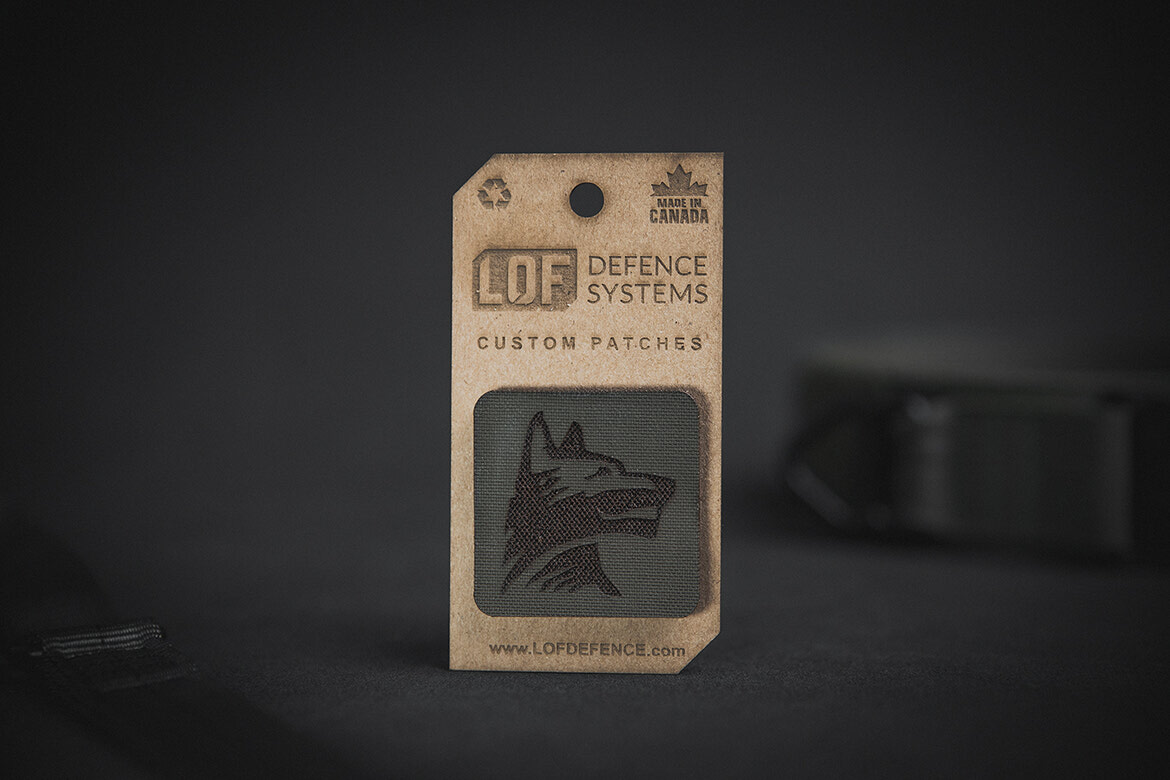 MADE IN
CANADA
LOF DEFENCE
SYSTEMS
CUSTOM PATCHES
www.LOFDEFENCE.com